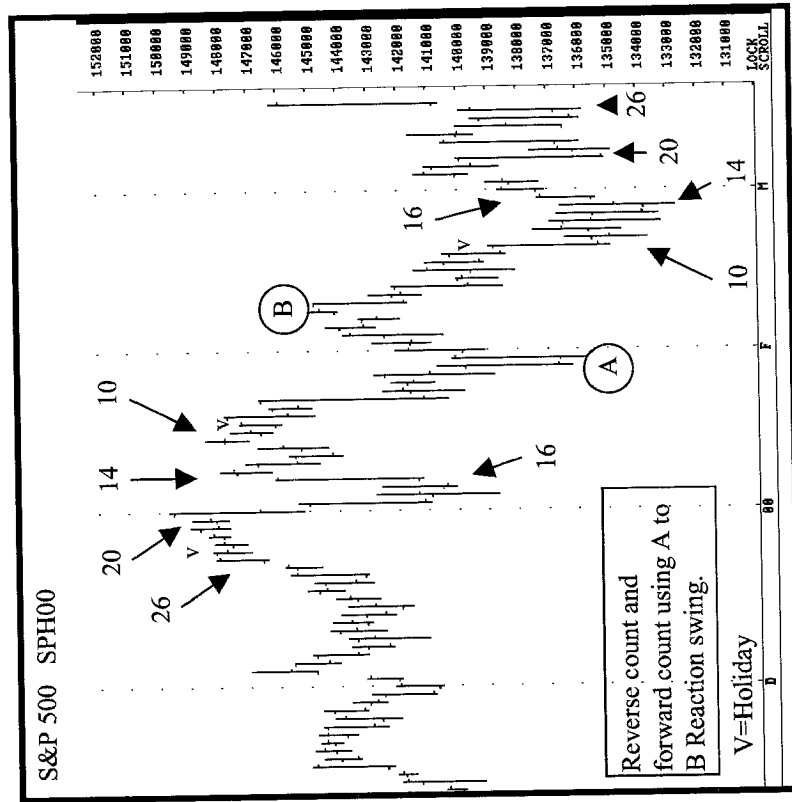 S&P 500 SPH00
26
20
14
10
16
v
v
v
A
B
10
14
16
20
26
Reverse count and
forward count using A to
B Reaction swing.
V=Holiday
152000
151000
150000
149000
148000
147000
146000
145000
144000
143000
142000
141000
140000
139000
138000
137000
136000
135000
134000
133000
132000
131000
LOCK
SCROLL
D
00
F
M